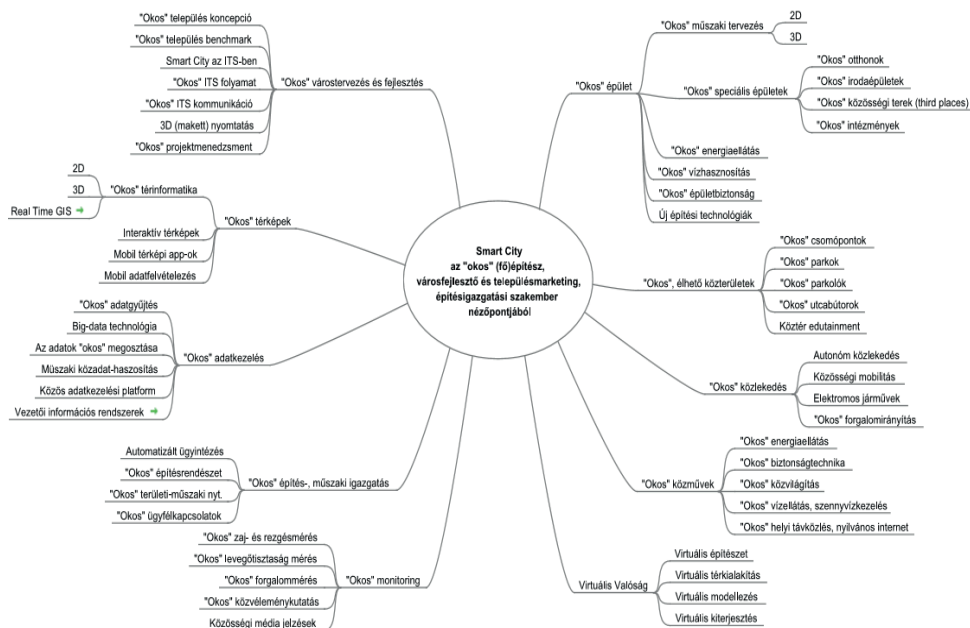 "Okos" település koncepció
"Okos" település benchmark
Smart City az ITS-ben
"Okos" ITS folyamat
"Okos" ITS kommunikáció
3D (makett) nyomtatás
"Okos" projektmenedzsment
"Okos" várostervezés és fejlesztés
2D
3D
Real Time GIS
"Okos" térinformatika
Interaktív térképek
Mobil térképi app-ok
Mobil adatfelvételezés
"Okos" térképek
"Okos" adatgyűjtés
Big-data technológia
Az adatok "okos" megosztása
Műszaki közadat-haszosítás
Közös adatkezelési platform
Vezetői információs rendszerek
"Okos" adatkezelés
Automatizált ügyintézés
"Okos" építésrendészet
"Okos" területi-műszaki nyt.
"Okos" ügyfélkapcsolatok
"Okos" építés-, műszaki igazgatás
"Okos" zaj- és rezgésmérés
"Okos" levegőtisztaság mérés
"Okos" forgalommérés
"Okos" közvéleménykutatás
Közösségi média jelzések
"Okos" monitoring
Smart City
az "okos" (fő)építész,
városfejlesztő és településmarketing,
építésigazgatási szakember
nézőpontjából
"Okos" épület
"Okos" műszaki tervezés
2D
3D
"Okos" speciális épületek
"Okos" otthonok
"Okos" irodaépületek
"Okos" közösségi terek (third places)
"Okos" intézmények
"Okos" energiaellátás
"Okos" vízhasznosítás
"Okos" épületbiztonság
Új építési technológiák
"Okos", élhető közterületek
"Okos" csomópontok
"Okos" parkok
"Okos" parkolók
"Okos" utcabútorok
Köztér edutainment
"Okos" közlekedés
Autonóm közlekedés
Közösségi mobilitás
Elektromos járművek
"Okos" forgalomirányítás
"Okos" közművek
"Okos" energiaellátás
"Okos" biztonságtechnika
"Okos" közvilágítás
"Okos" vízellátás, szennyvízkezelés
"Okos" helyi távközlés, nyilvános internet
Virtuális Valóság
Virtuális építészet
Virtuális térkialakítás
Virtuális modellezés
Virtuális kiterjesztés